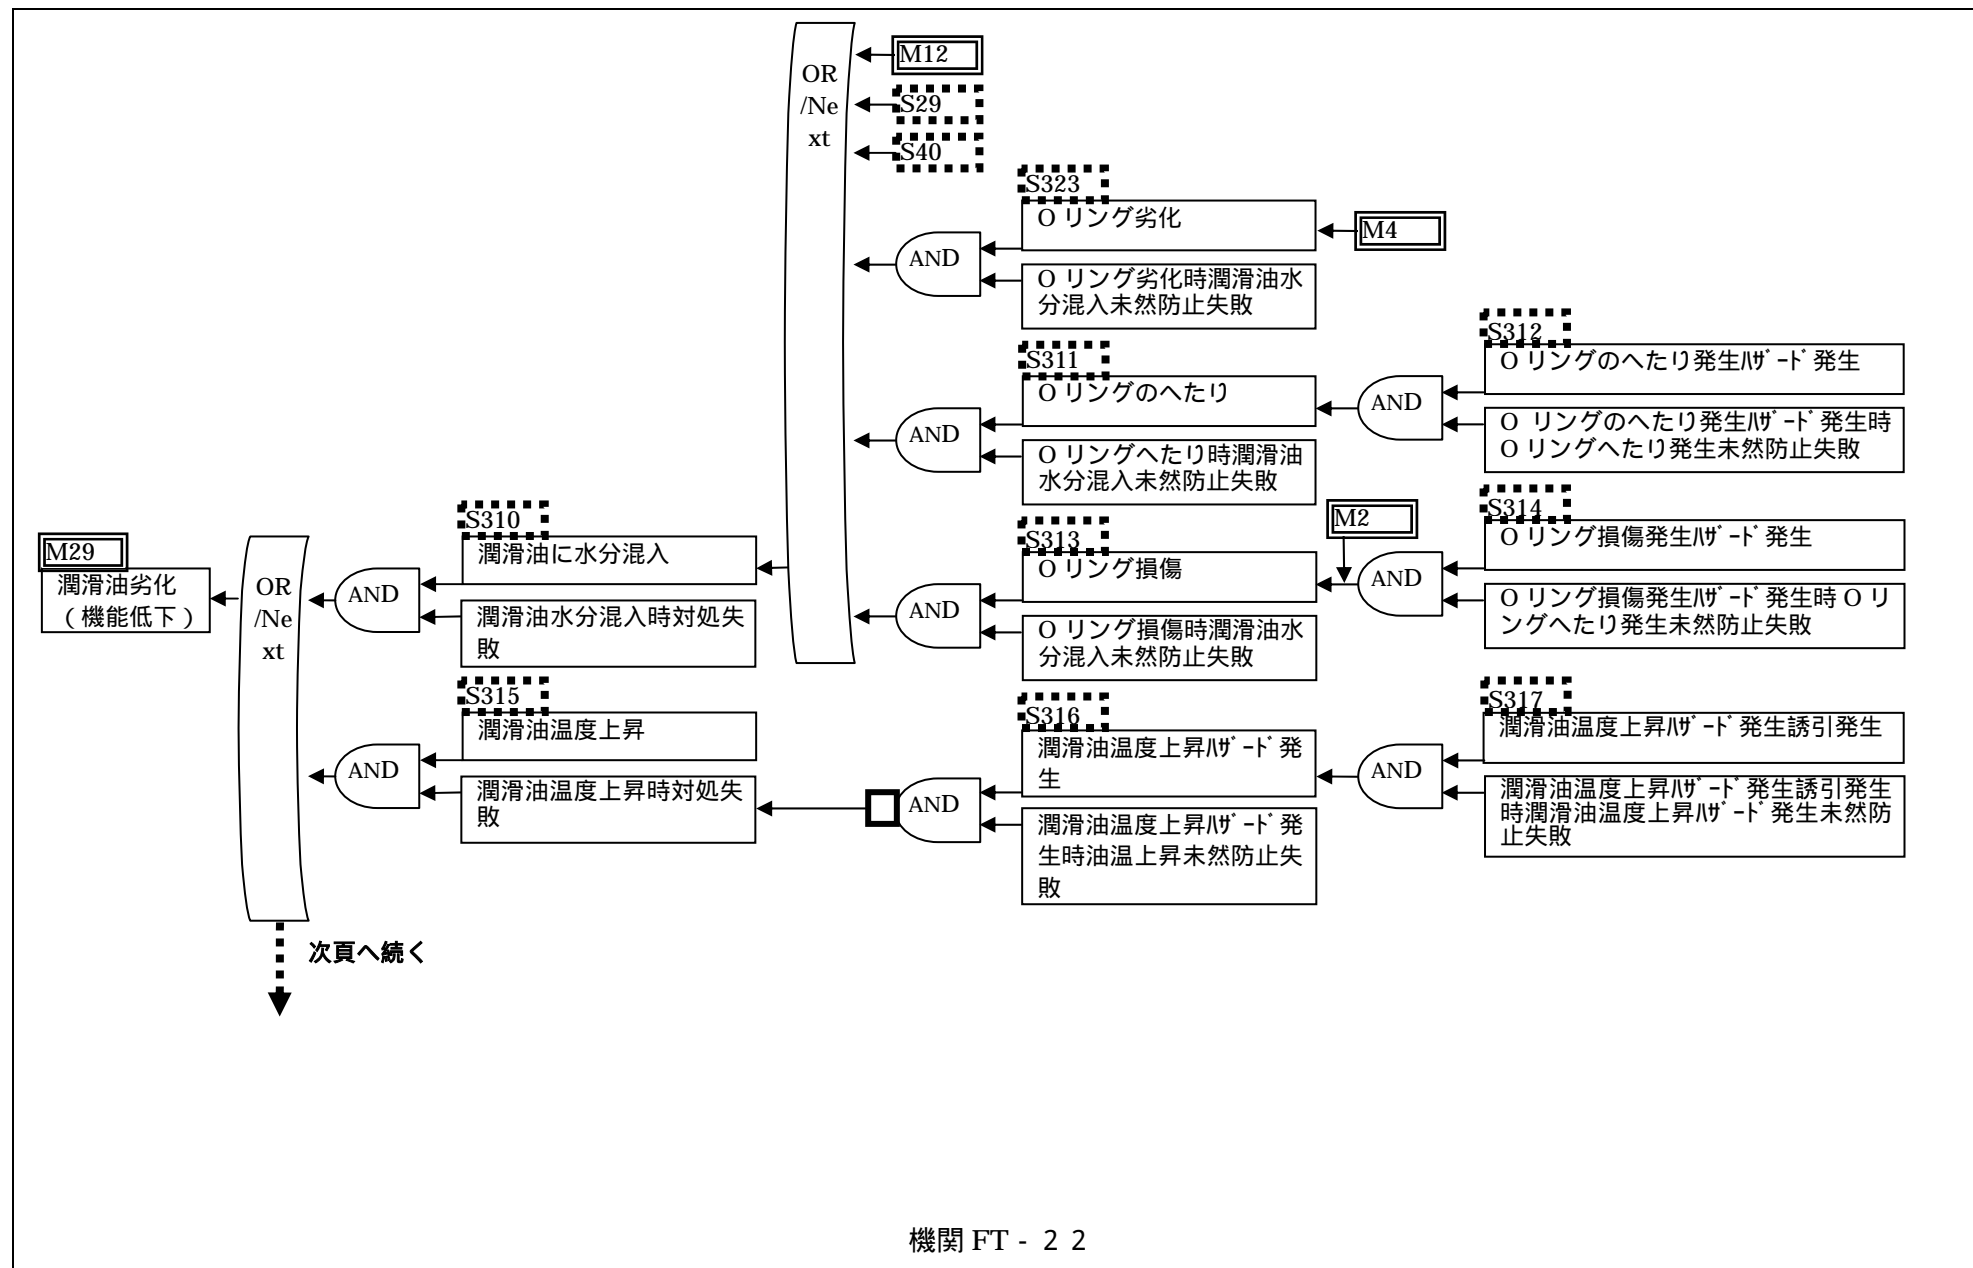 OR
/Ne
xt
M12
S29
S40
S323
O リング劣化
M4
AND
O リング劣化時潤滑油水
分混入未然防止失敗
S311
O リングのへたり
AND
O リングへたり時潤滑油
水分混入未然防止失敗
S312
O リングのへたり発生ﾊｻﾞｰﾄﾞ発生
AND
O リングのへたり発生ﾊｻﾞｰﾄﾞ発生時
O リングへたり発生未然防止失敗
M29
潤滑油劣化
（機能低下）
OR
/Ne
xt
S310
潤滑油に水分混入
AND
潤滑油水分混入時対処失
敗
S313
O リング損傷
AND
O リング損傷時潤滑油水
分混入未然防止失敗
M2
S314
O リング損傷発生ﾊｻﾞｰﾄﾞ発生
AND
O リング損傷発生ﾊｻﾞｰﾄﾞ発生時 O リ
ングへたり発生未然防止失敗
S315
潤滑油温度上昇
AND
潤滑油温度上昇時対処失
敗
S316
潤滑油温度上昇ﾊｻﾞｰﾄﾞ発
生
AND
潤滑油温度上昇ﾊｻﾞｰﾄﾞ発
生時油温上昇未然防止失
敗
S317
潤滑油温度上昇ﾊｻﾞｰﾄﾞ発生誘引発生
AND
潤滑油温度上昇ﾊｻﾞｰﾄﾞ発生誘引発生
時潤滑油温度上昇ﾊｻﾞｰﾄﾞ発生未然防
止失敗
次頁へ続く
機関 FT - ２２